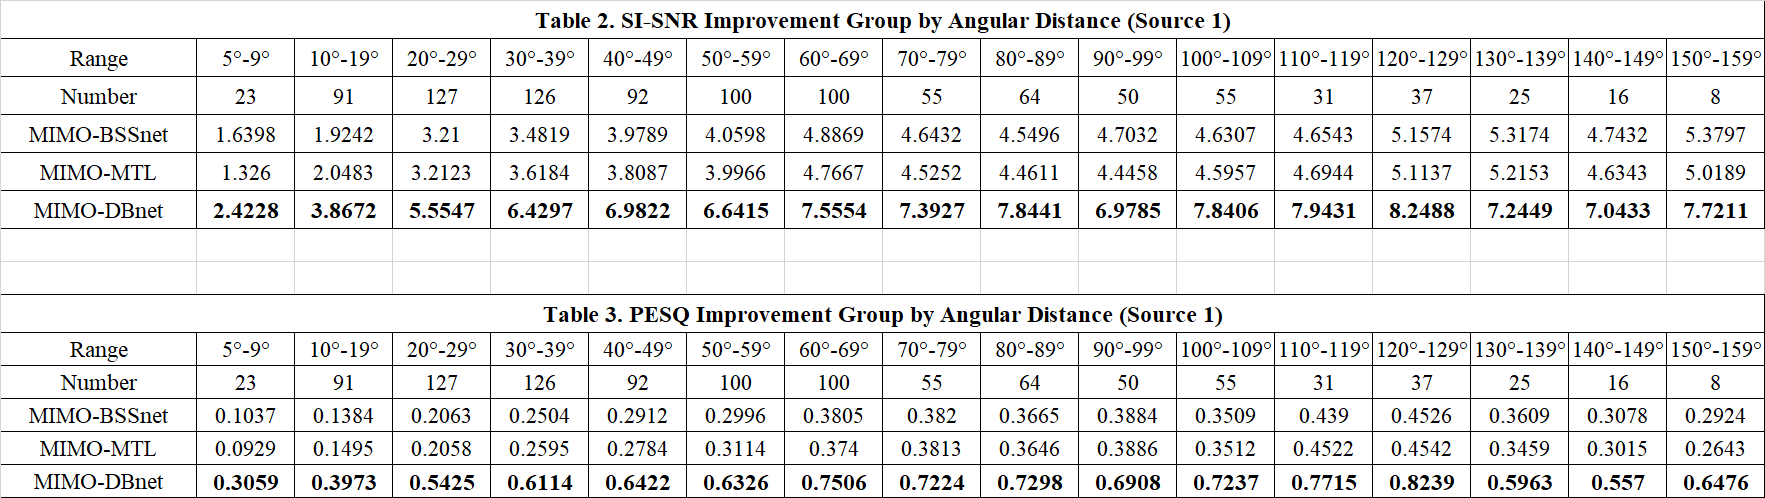 Table 2. SI-SNR Improvement Group by Angular Distance (Source 1)
Range 5°-9° 10°-19° 20°-29° 30°-39° 40°-49° 50°-59° 60°-69° 70°-79° 80°-89° 90°-99° 100°-109° 110°-119° 120°-129° 130°-139° 140°-149° 150°-159°
Number 23 91 127 126 92 100 100 55 64 50 55 31 37 25 16 8
MIMO-BSSnet 1.6398 1.9242 3.21 3.4819 3.9789 4.0598 4.8869 4.6432 4.5496 4.7032 4.6307 4.6543 5.1574 5.3174 4.7432 5.3797
MIMO-MTL 1.326 2.0483 3.2123 3.6184 3.8087 3.9966 4.7667 4.5252 4.4611 4.4458 4.5957 4.6944 5.1137 5.2153 4.6343 5.0189
MIMO-DBnet 2.4228 3.8672 5.5547 6.4297 6.9822 6.6415 7.5554 7.3927 7.8441 6.9785 7.8406 7.9431 8.2488 7.2449 7.0433 7.7211
Table 3. PESQ Improvement Group by Angular Distance (Source 1)
Range 5°-9° 10°-19° 20°-29° 30°-39° 40°-49° 50°-59° 60°-69° 70°-79° 80°-89° 90°-99° 100°-109° 110°-119° 120°-129° 130°-139° 140°-149° 150°-159°
Number 23 91 127 126 92 100 100 55 64 50 55 31 37 25 16 8
MIMO-BSSnet 0.1037 0.1384 0.2063 0.2504 0.2912 0.2996 0.3805 0.382 0.3665 0.3884 0.3509 0.439 0.4526 0.3609 0.3078 0.2924
MIMO-MTL 0.0929 0.1495 0.2058 0.2595 0.2784 0.3114 0.374 0.3813 0.3646 0.3886 0.3512 0.4522 0.4542 0.3459 0.3015 0.2643
MIMO-DBnet 0.3059 0.3973 0.5425 0.6114 0.6422 0.6326 0.7506 0.7224 0.7298 0.6908 0.7237 0.7715 0.8239 0.5963 0.557 0.6476